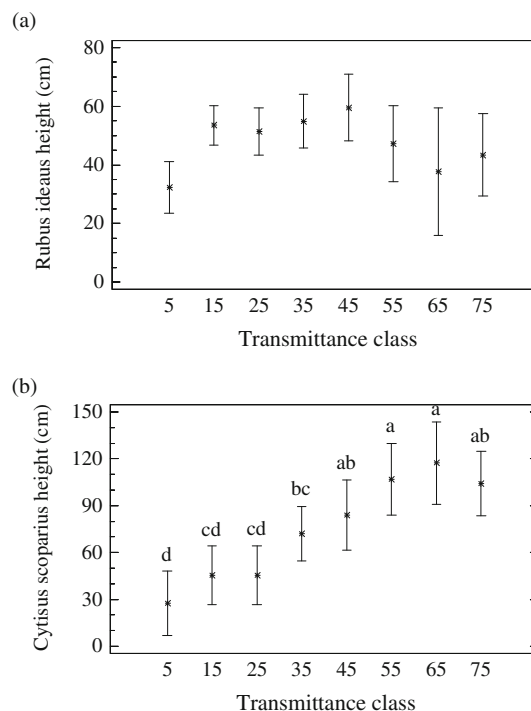 (a)
80
60
40
20
0
Rubus ideaus height (cm)
5 15 25 35 45 55 65 75
Transmittance class
(b)
150
120
90
60
30
0
Cytisus scoparius height (cm)
d cd cd bc ab a a ab
5 15 25 35 45 55 65 75
Transmittance class